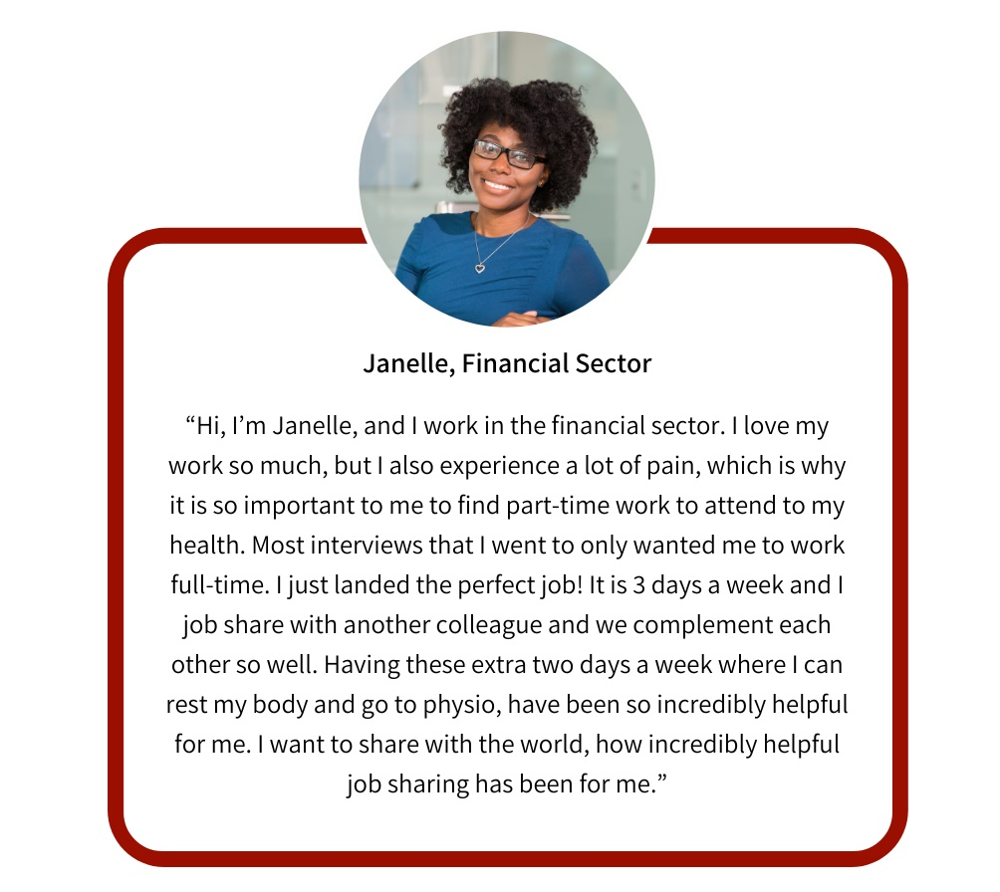 Janelle, Financial Sector
“Hi, I’m Janelle, and I work in the financial sector. I love my
work so much, but I also experience a lot of pain, which is why
it is so important to me to find part-time work to attend to my
health. Most interviews that I went to only wanted me to work
full-time. I just landed the perfect job! It is 3 days a week and I
job share with another colleague and we complement each
other so well. Having these extra two days a week where I can
rest my body and go to physio, have been so incredibly helpful
for me. I want to share with the world, how incredibly helpful
job sharing has been for me.”